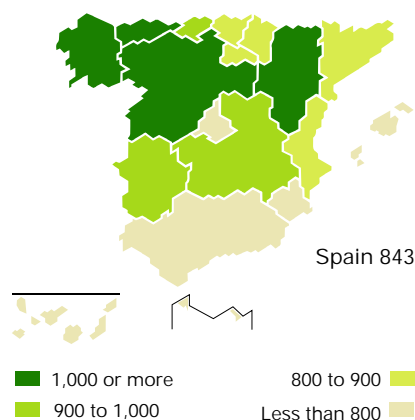 Spain 843
1,000 or more
800 to 900
900 to 1,000
Less than 800